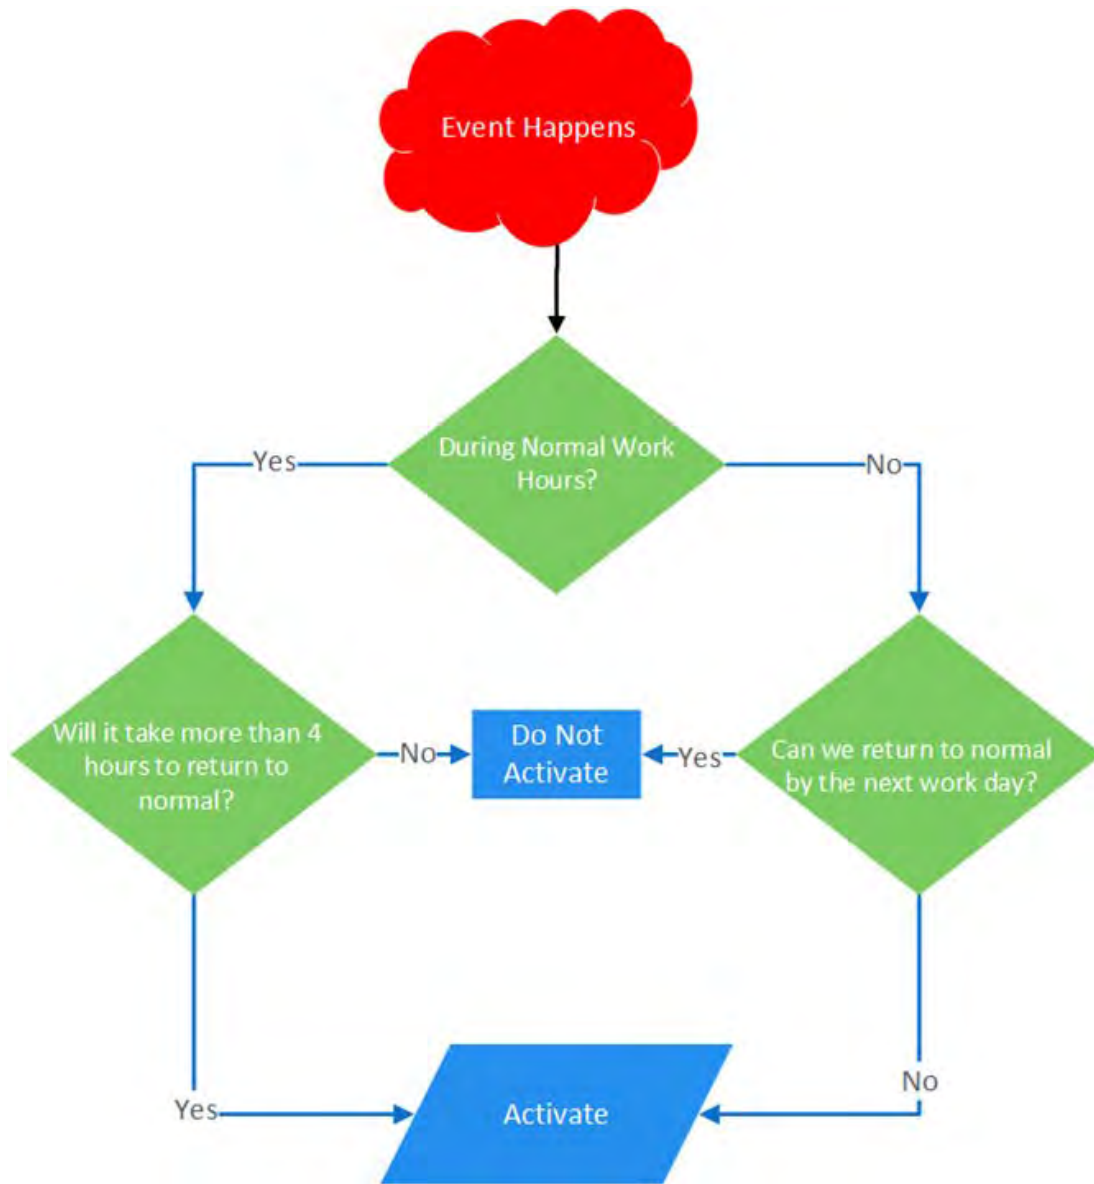 Event Happens
During Normal Work
Hours?
Yes
No
Will it take more than 4
hours to return to
normal?
No
Do Not
Activate
Yes
Can we return to normal
by the next work day?
Yes
Activate
No